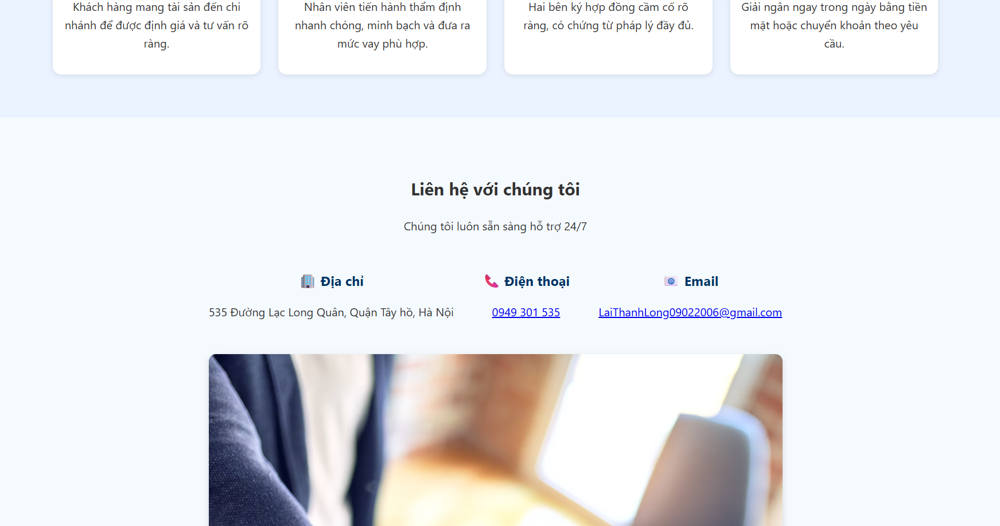 Khách hàng mang tài sản đến chi
nhánh để được định giá và tư vấn rõ
ràng.
Nhân viên tiến hành thẩm định
nhanh chóng, minh bạch và đưa ra
mức vay phù hợp.
Hai bên ký hợp đồng cầm cố rõ
ràng, có chứng từ pháp lý đầy đủ.
Giải ngân ngay trong ngày bằng tiền
mặt hoặc chuyển khoản theo yêu
cầu.
Liên hệ với chúng tôi
Chúng tôi luôn sẵn sàng hỗ trợ 24/7
Địa chỉ
535 Đường Lạc Long Quân, Quận Tây hồ, Hà Nội
Điện thoại
0949 301 535
Email
LaiThanhLong09022006@gmail.com